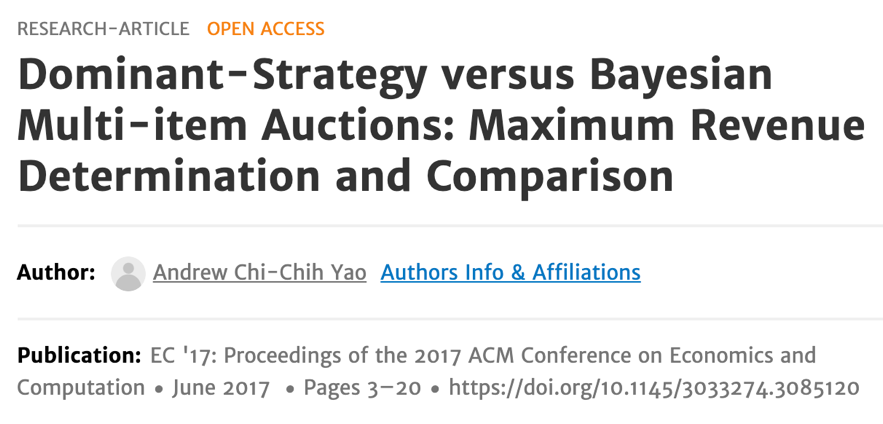 RESEARCH-ARTICLE OPEN ACCESS
Dominant-Strategy versus Bayesian
Multi-item Auctions: Maximum Revenue
Determination and Comparison
Author: Andrew Chi-Chih Yao Authors Info & Affiliations
Publication: EC '17: Proceedings of the 2017 ACM Conference on Economics and
Computation • June 2017 • Pages 3–20 • https://doi.org/10.1145/3033274.3085120